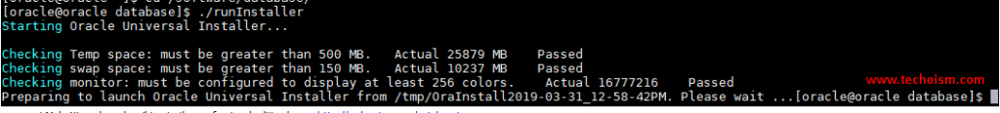 [oracle@oracle database]$ ./runInstaller
Starting Oracle Universal Installer...
Checking Temp space: must be greater than 500 MB.   Actual 25879 MB    Passed
Checking swap space: must be greater than 150 MB.   Actual 10237 MB    Passed
Checking monitor: must be configured to display at least 256 colors.    Actual 16777216    Passed
www.techoism.com
Preparing to launch Oracle Universal Installer from /tmp/OraInstall2019-03-31_12-58-42PM. Please wait ...[oracle@oracle database]$